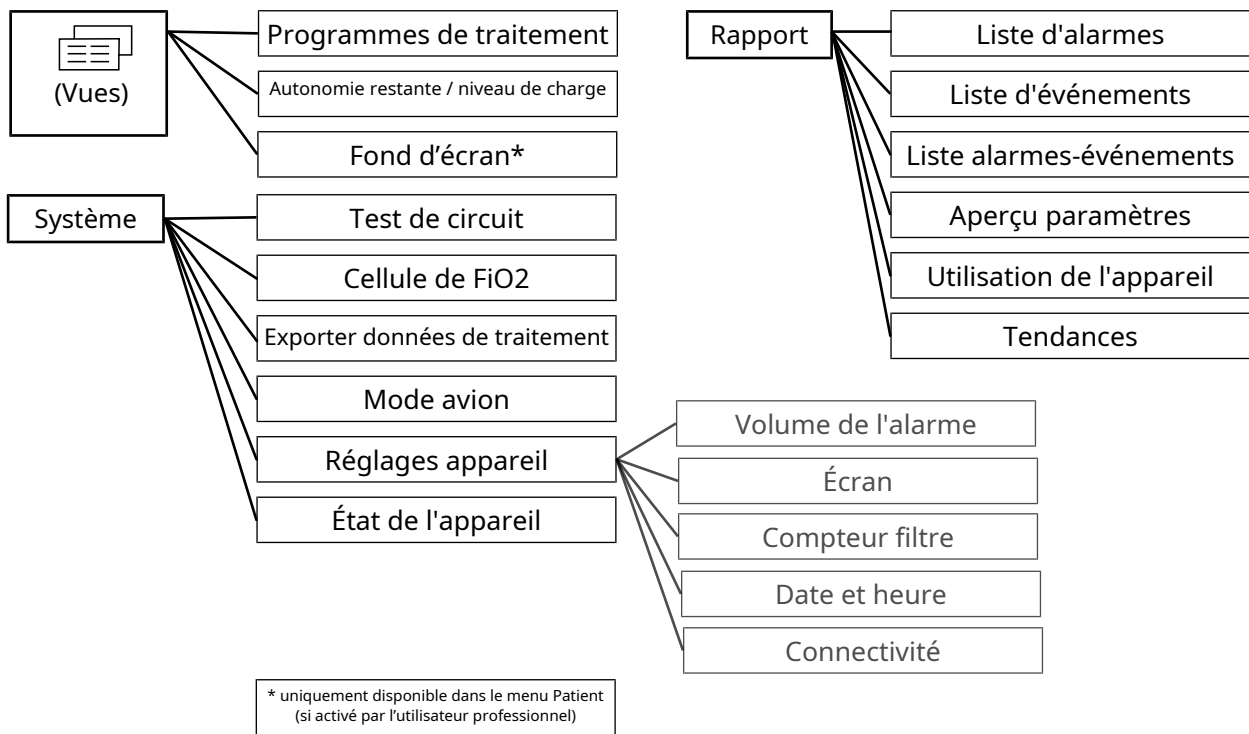 (Vues)
Programmes de traitement
Autonomie restante / niveau de charge
Fond d’écran*
Système
Test de circuit
Cellule de FiO2
Exporter données de traitement
Mode avion
Réglages appareil
État de l'appareil
Volume de l'alarme
Écran
Compteur filtre
Date et heure
Connectivité
Rapport
Liste d'alarmes
Liste d'événements
Liste alarmes-événements
Aperçu paramètres
Utilisation de l'appareil
Tendances
* uniquement disponible dans le menu Patient
(si activé par l’utilisateur professionnel)